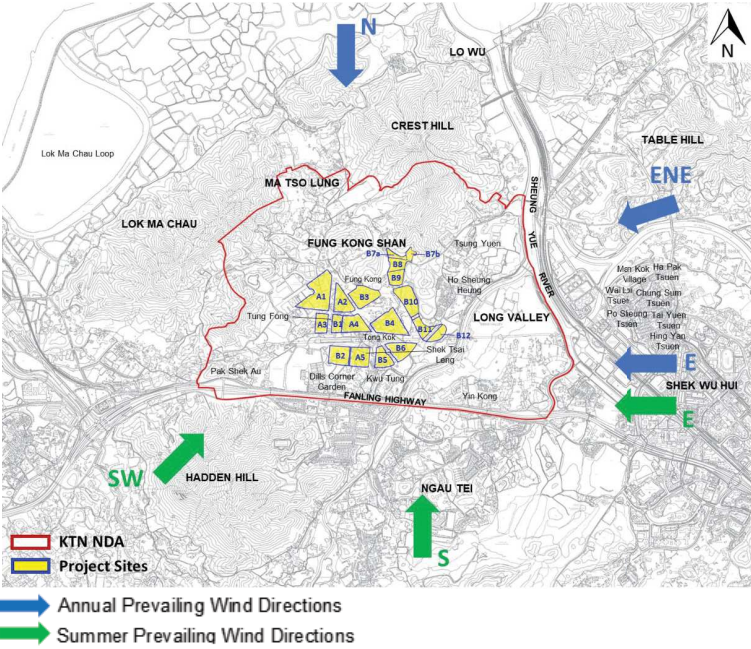 N
LO WU
N
CREST HILL
TABLE HILL
Lok Ma Chau Loop
ENE
MA TSO LUNG
SHEUNG YUE RIVER
LOK MA CHAU
FUNG KONG SHAN
Tsung Yuen
B7a
B7b
B8
Fung Kong
B9
Ho Sheung
Heung
Ma Kok
Village
Ha Pak
Tsuen
Wai Loi
Tsuen
Chung Sum
Tsuen
Po Sheung
Tsuen
Tai Yuen
Tsuen
Hing Yan
Tsuen
A1
A2
B3
B10
Tung Fong
A3
B1
A4
B4
LONG VALLEY
B11
B12
Tong Kok
B2
A5
B5
B6
Shek Tsai
Leng
E
Pak Shek Au
Dills Corner
Garden
Kwu Tung
SHEK WU HUI
FANLING HIGHWAY
Yin Kong
E
SW
HADDEN HILL
NGAU TEI
S
KTN NDA
Project Sites
Annual Prevailing Wind Directions
Summer Prevailing Wind Directions